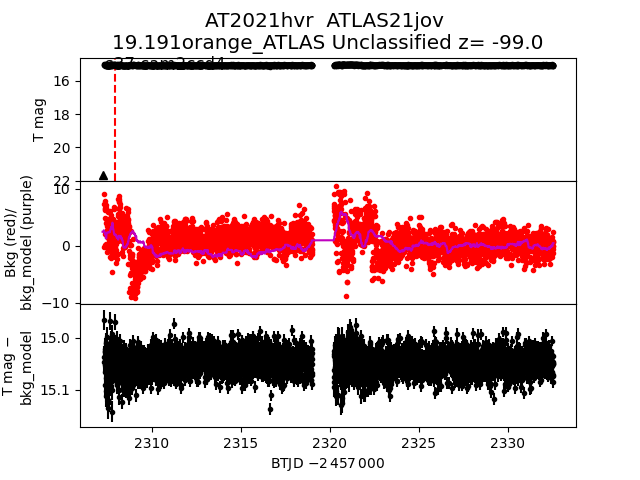 AT2021hvr ATLAS21jov
19.191orange_ATLAS Unclassified z= -99.0
T mag
16
18
20
22
Bkg (red)/
bkg_model (purple)
10
0
−10
T mag −
bkg_model
15.0
15.1
2310
2315
2320
2325
2330
BTJD −2 457 000